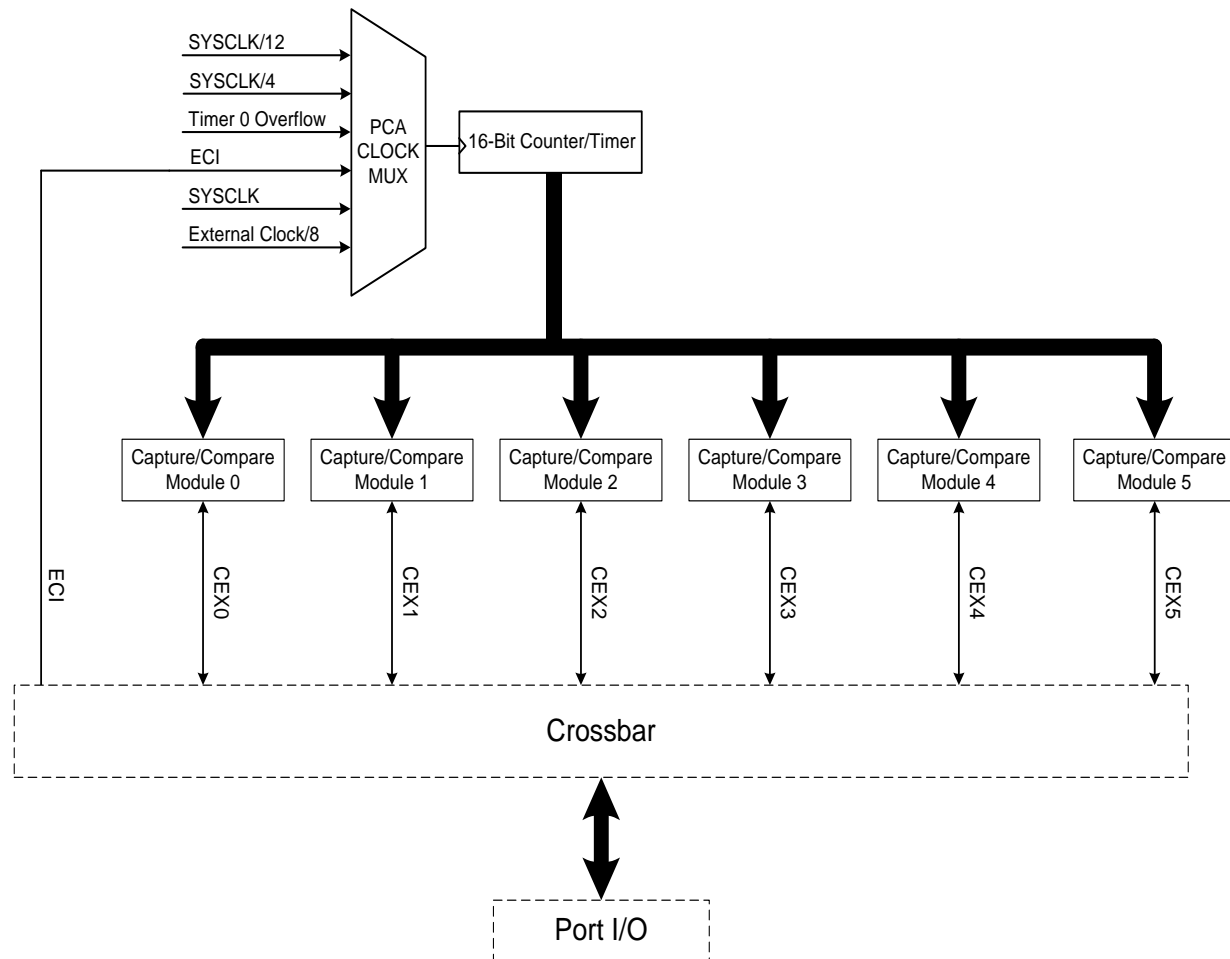 SYSCLK/12
SYSCLK/4
Timer 0 Overflow
ECI
SYSCLK
External Clock/8
PCA
CLOCK
MUX
16-Bit Counter/Timer
Capture/Compare
Module 0
Capture/Compare
Module 1
Capture/Compare
Module 2
Capture/Compare
Module 3
Capture/Compare
Module 4
Capture/Compare
Module 5
ECI
CEX0
CEX1
CEX2
CEX3
CEX4
CEX5
Crossbar
Port I/O